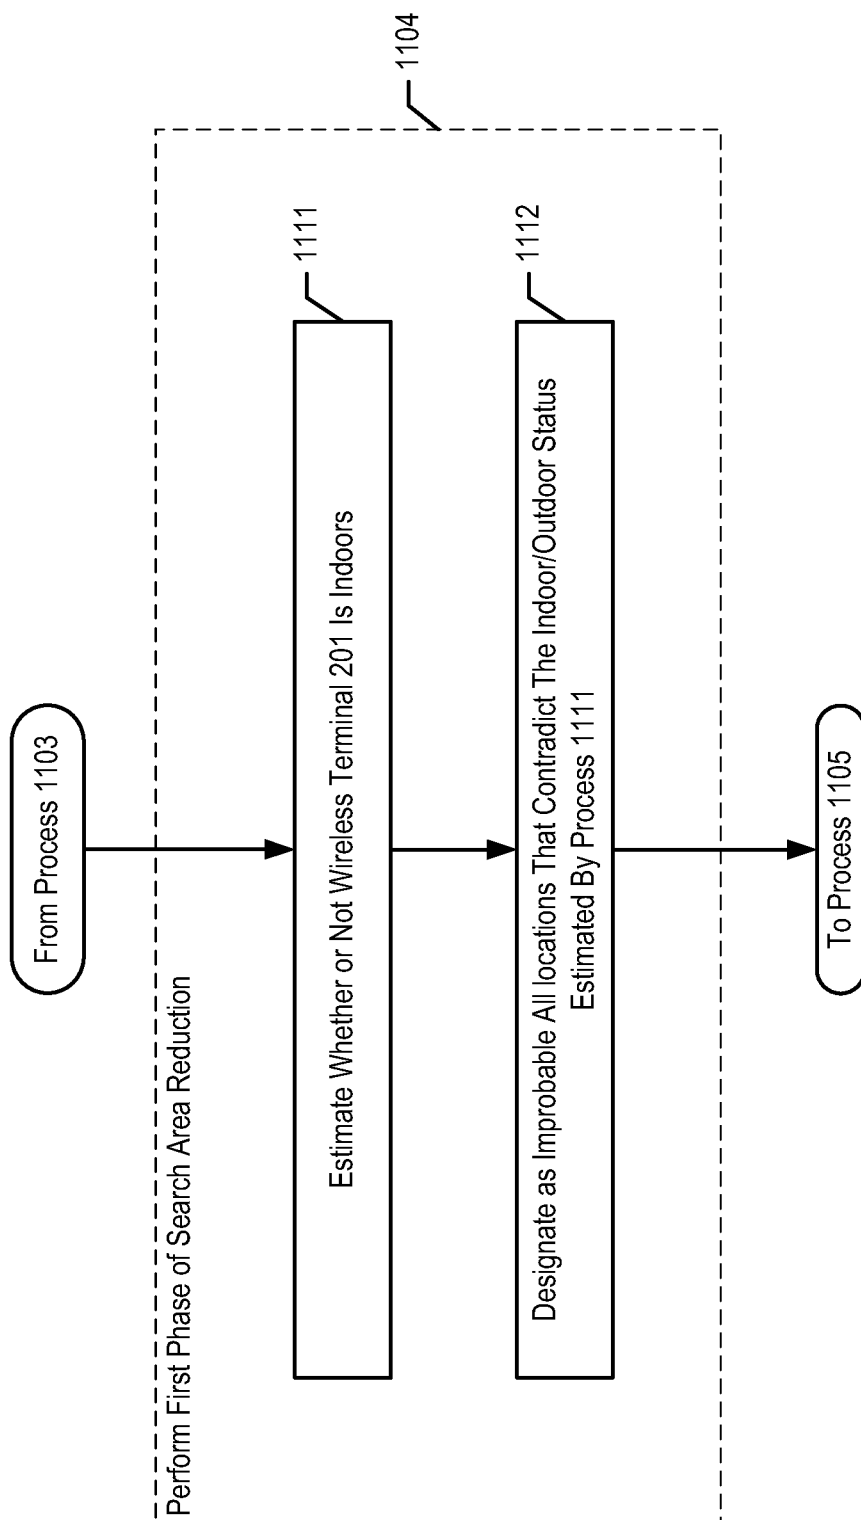 From Process 1103
Perform First Phase of Search Area Reduction
1104
Estimate Whether or Not Wireless Terminal 201 Is Indoors
1111
Designate as Improbable All locations That Contradict The Indoor/Outdoor Status
Estimated By Process 1111
1112
To Process 1105